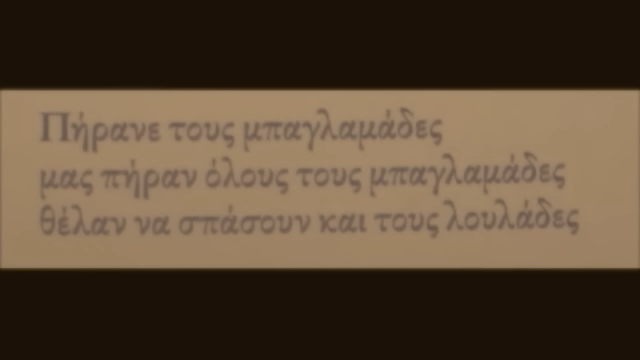 Πήρανε τους μπαγλαμάδες
μας πήραν όλους τους μπαγλαμάδες
θέλαν να σπάσουν και τους λουλάδες